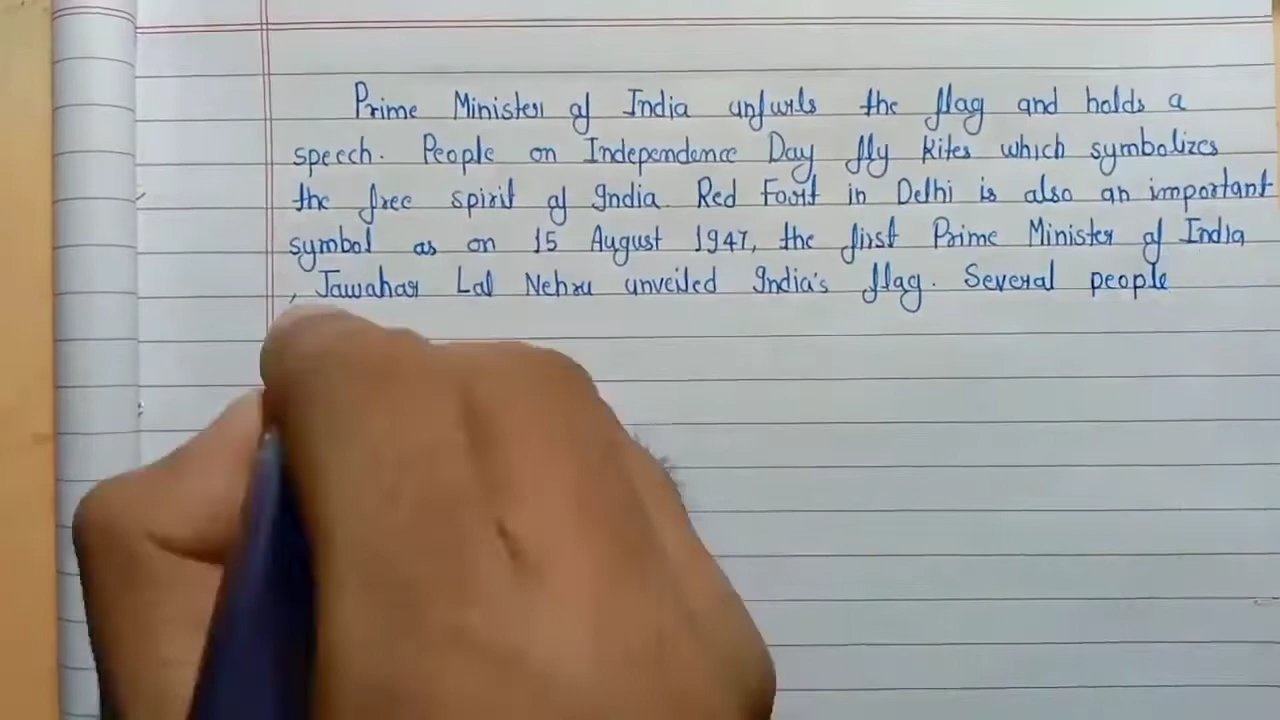 Prime Minister of India unfurls the flag and holds a
speech. People on Independence Day fly kites which symbolizes
the free spirit of India. Red Fort in Delhi is also an important
symbol as on 15 August 1947, the first Prime Minister of India
, Jawahar Lal Nehru unveiled India's flag. Several people